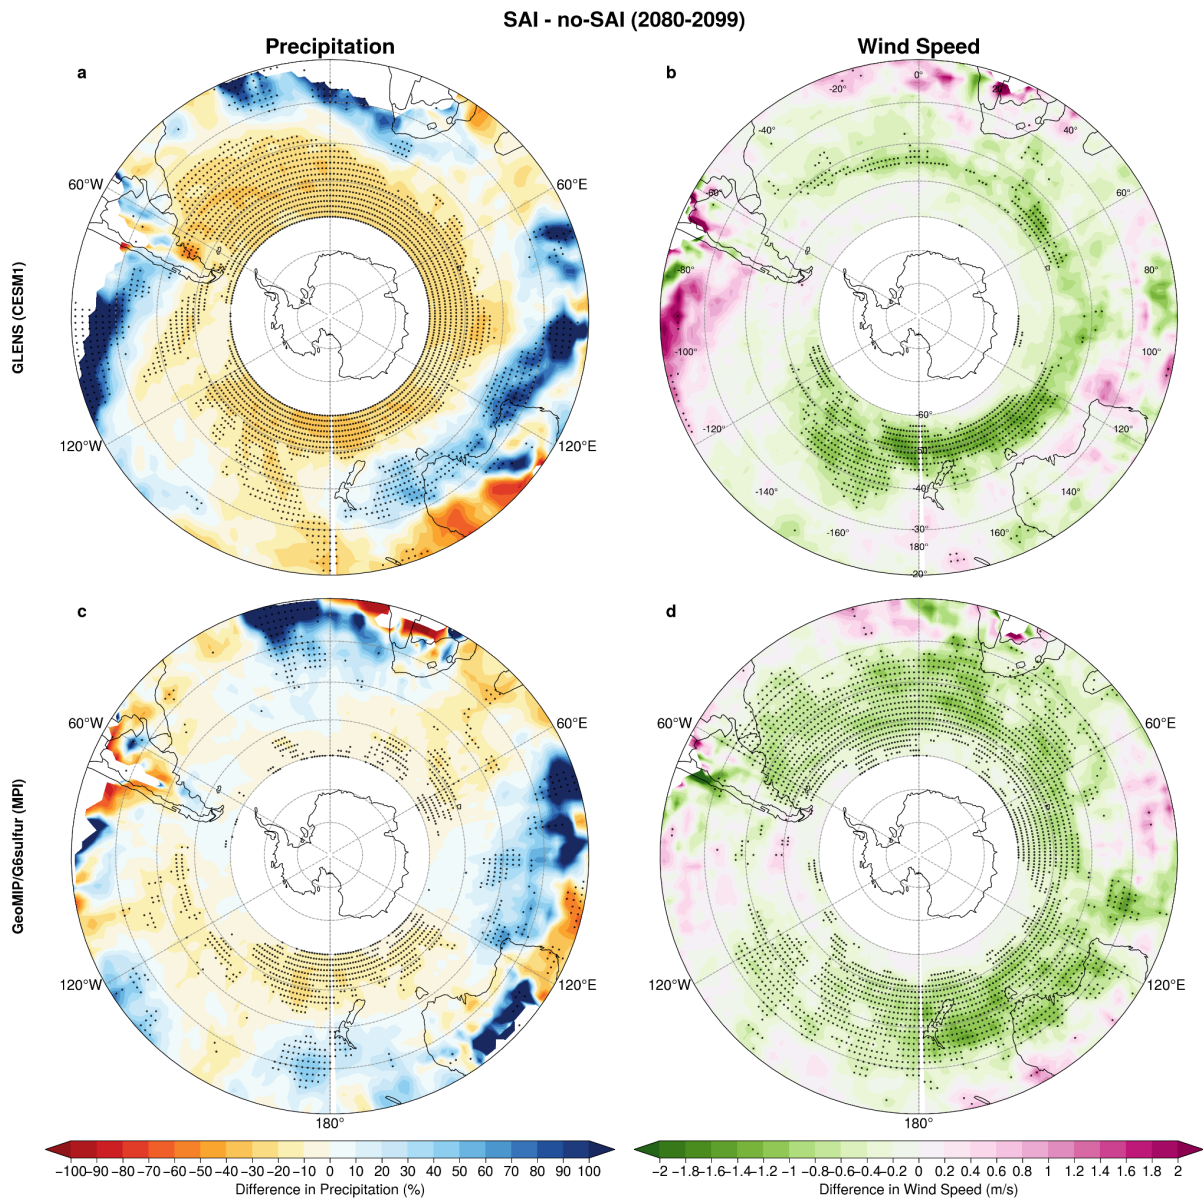 SAI - no-SAI (2080-2099)
Precipitation
Wind Speed
a
b
0°
-20°
20°
-40°
40°
60°W
60°E
-60°
60°
-80°
80°
GLENS (CESM1)
-100°
100°
120°W
120°E
-60°
-120°
120°
-50°
-40°
-140°
140°
-30°
-160°
160°
180°
-20°
c
d
60°W
60°E
60°W
60°E
GeoMIP/G6sulfur (MPI)
120°W
120°E
120°W
120°E
180°
180°
−100−90 −80 −70 −60 −50 −40 −30 −20 −10 0 10 20 30 40 50 60 70 80 90 100
Difference in Precipitation (%)
−2 −1.8−1.6−1.4−1.2 −1 −0.8−0.6−0.4−0.2 0 0.2 0.4 0.6 0.8 1 1.2 1.4 1.6 1.8 2
Difference in Wind Speed (m/s)